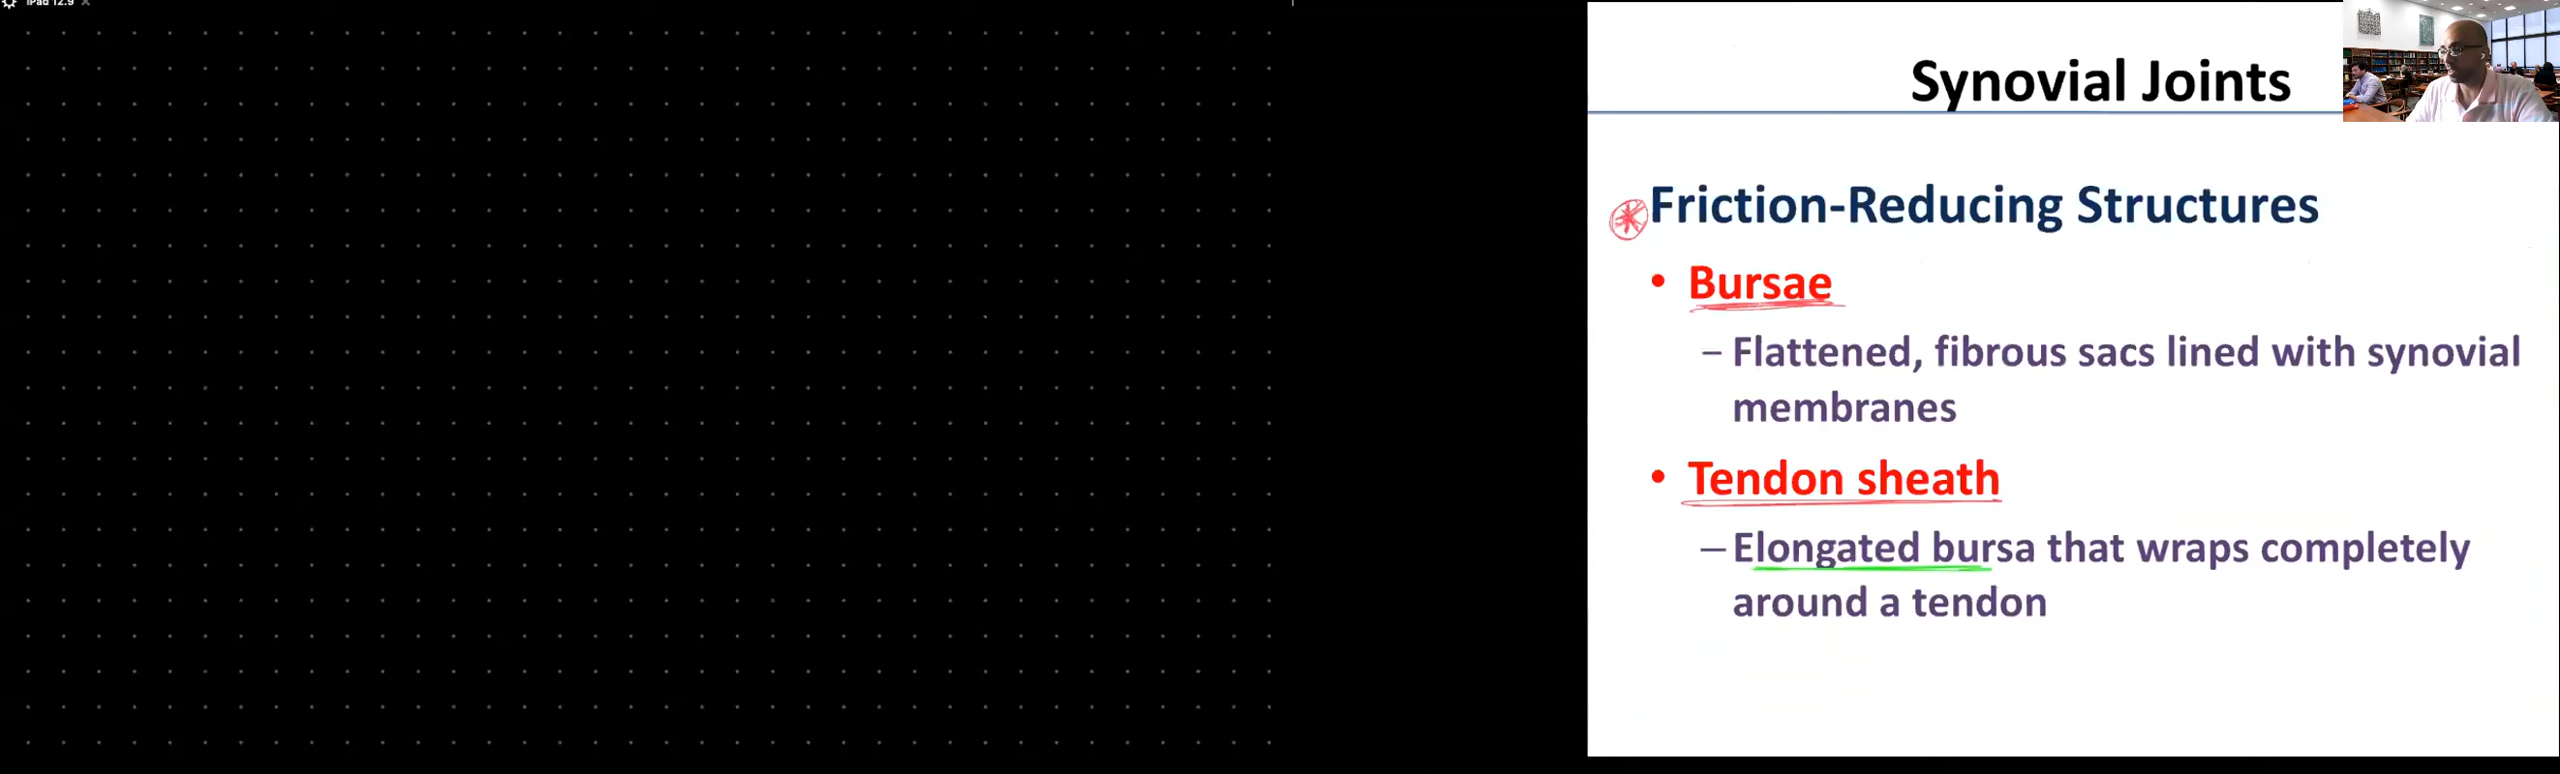 iPad 12.9
Synovial Joints
Friction-Reducing Structures
• Bursae
– Flattened, fibrous sacs lined with synovial
membranes
• Tendon sheath
– Elongated bursa that wraps completely
around a tendon